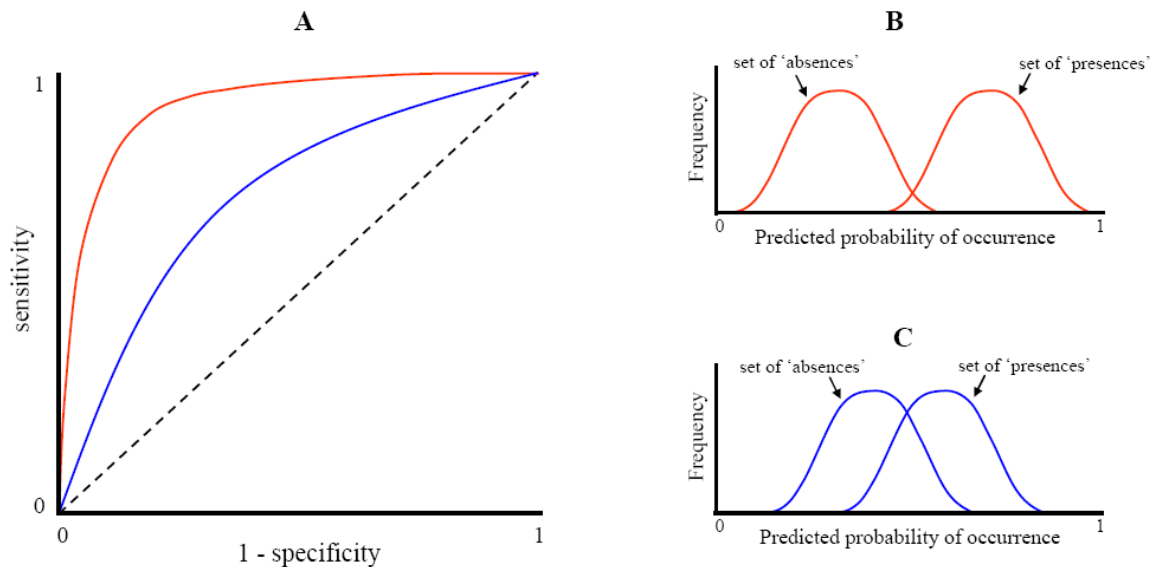 A
1
sensitivity
0
0
1 - specificity
1
B
set of ‘absences’
set of ‘presences’
Frequency
0
Predicted probability of occurrence
1
C
set of ‘absences’
set of ‘presences’
Frequency
0
Predicted probability of occurrence
1